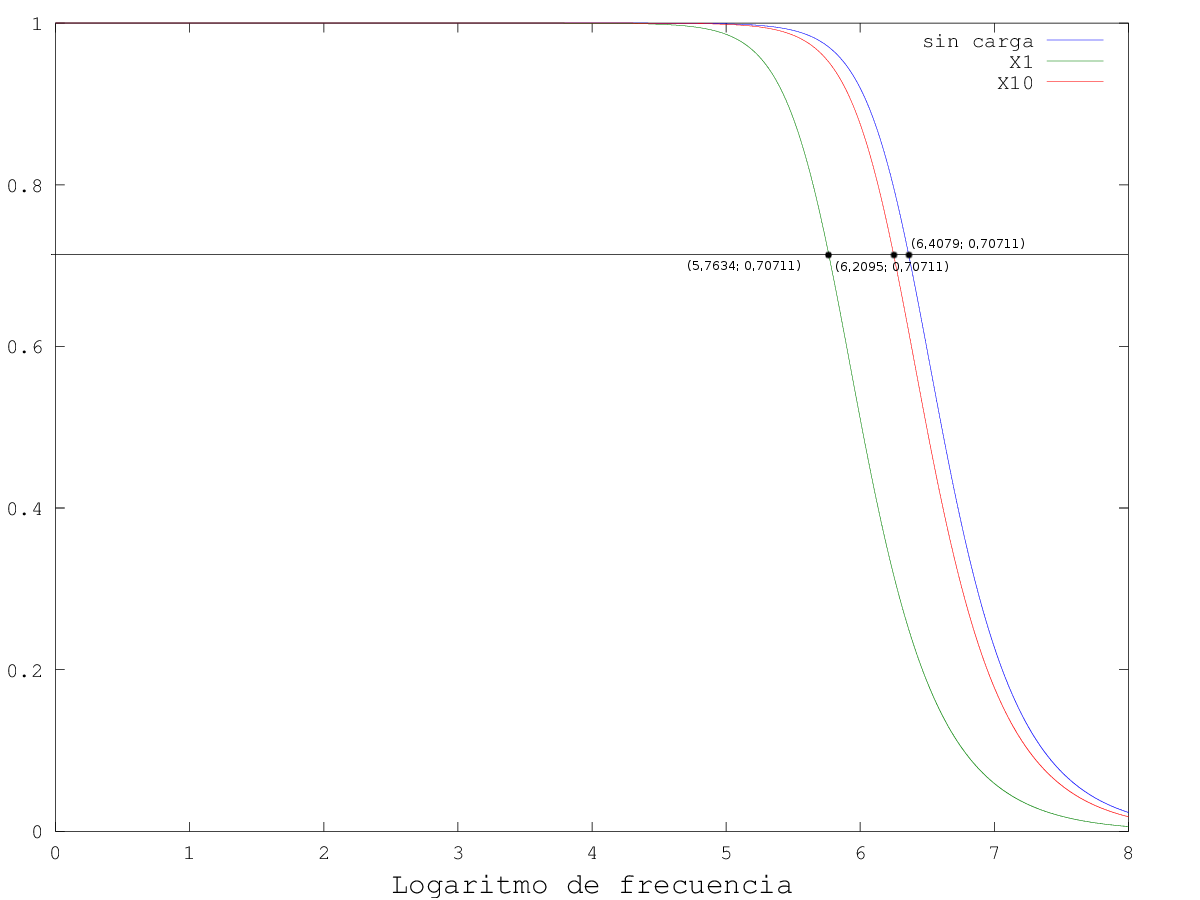 1
sin carga
X1
X10
0.8
(6,4079; 0,70711)
(5,7634; 0,70711)
(6,2095; 0,70711)
0.6
0.4
0.2
0
0 1 2 3 4 5 6 7 8
Logaritmo de frecuencia